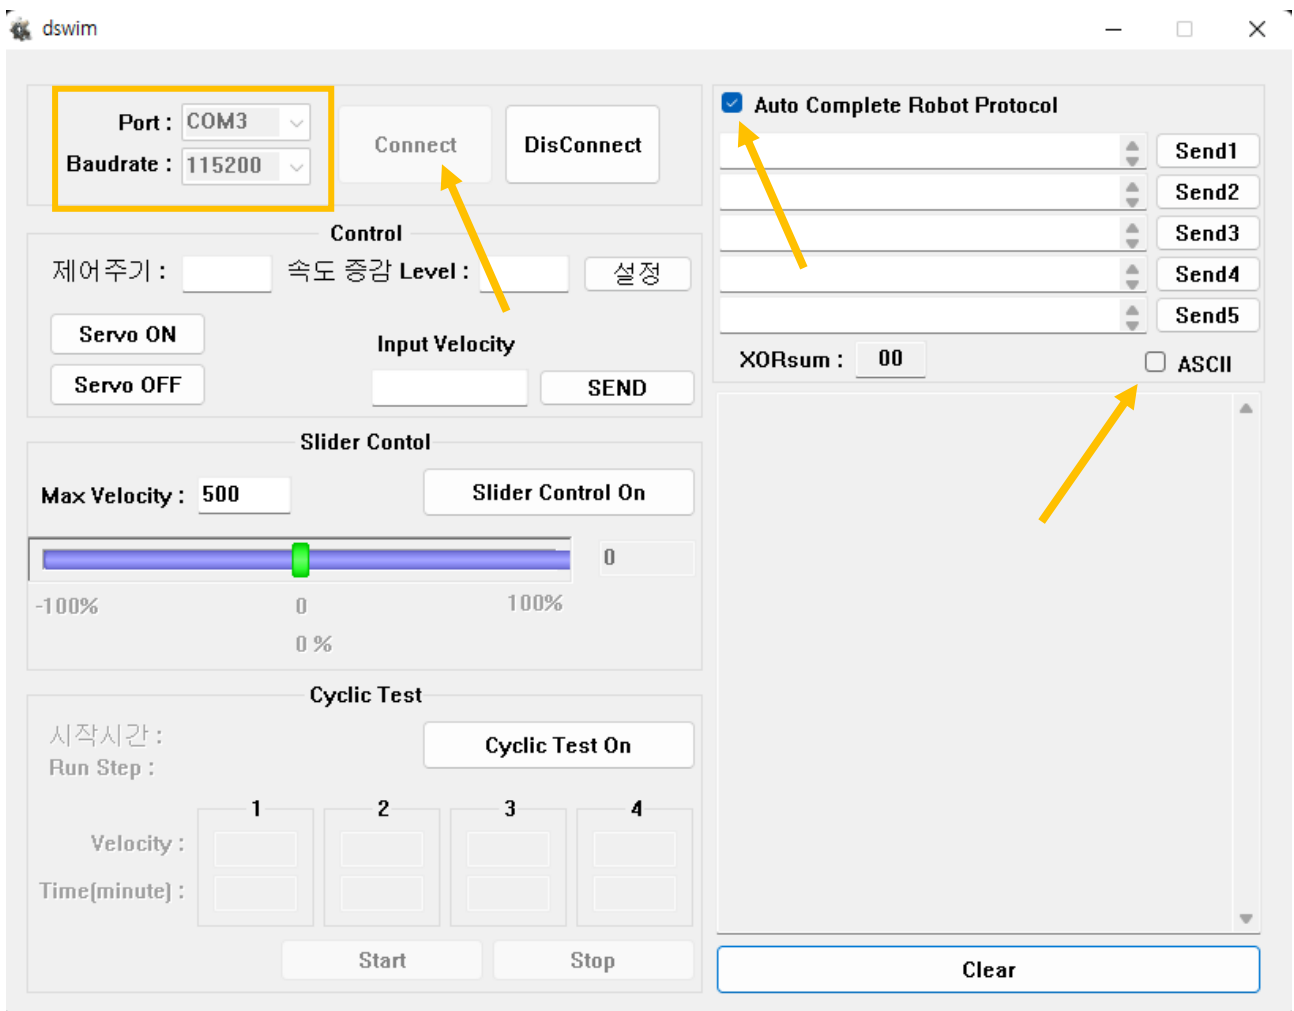 dswim
Port : COM3
Baudrate : 115200
Connect
DisConnect
Control
제어주기 :
속도 증감 Level :
설정
Servo ON
Servo OFF
Input Velocity
SEND
Slider Contol
Max Velocity : 500
Slider Control On
0
-100%
0
100%
0 %
Cyclic Test
시작시간 :
Run Step :
Cyclic Test On
1 2 3 4
Velocity :
Time(minute) :
Start
Stop
Auto Complete Robot Protocol
Send1
Send2
Send3
Send4
Send5
XORsum : 00
ASCII
Clear